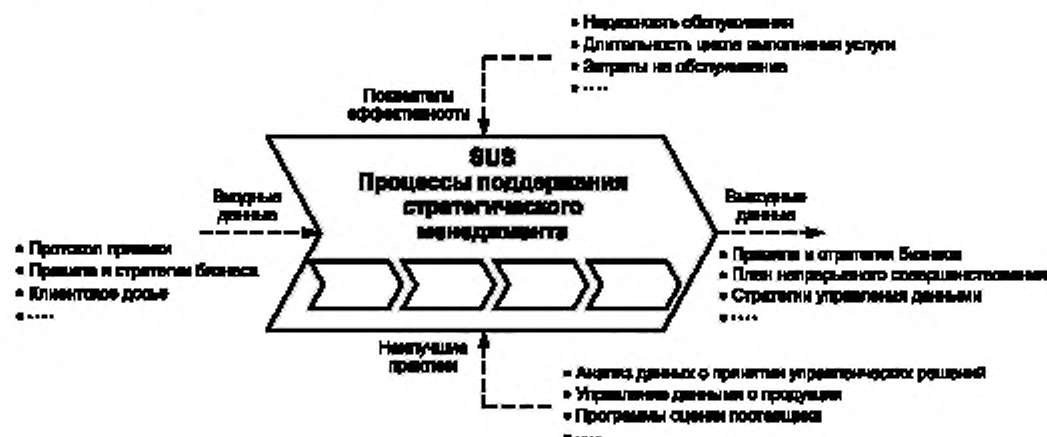 • Надежность обслуживания
• Длительность цикла выполнения услуги
• Затраты на обслуживание
• ....
Показатели
эффективности
SUS
Процессы поддержания
стратегического
менеджмента
Входные
данные
• Протокол приемки
• Правила и стратегии бизнеса
• Клиентское досье
• ....
Выходные
данные
• Правила и стратегия бизнеса
• План непрерывного совершенствования
• Стратегии управления данными
• ....
Наилучшие
практики
• Анализ данных о принятии управленческих решений
• Управление данными о продукции
• Программы оценки поставщика